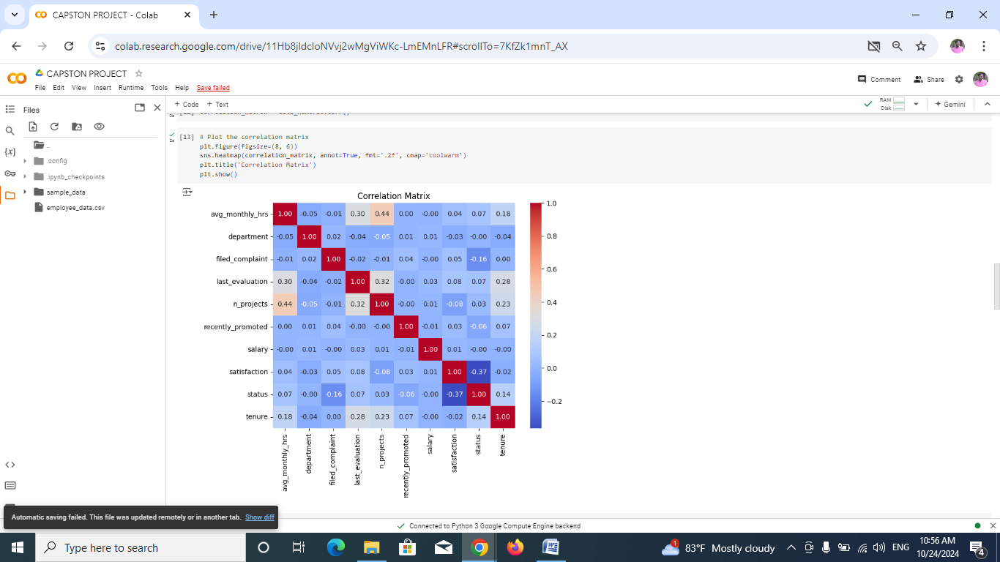 CAPSTON PROJECT - Colab
colab.research.google.com/drive/11Hb8jIdcIoNVvj2wMgViWKc-LmEMnLFR#scrollTo=7KfZk1mnT_AX
CAPSTON PROJECT
File Edit View Insert Runtime Tools Help Save failed
Comment Share
Files
+ Code + Text
RAM
Disk
Gemini
..
.config
.ipynb_checkpoints
sample_data
employee_data.csv
[13] # Plot the correlation matrix
plt.figure(figsize=(8, 6))
sns.heatmap(correlation_matrix, annot=True, fmt='.2f', cmap='coolwarm')
plt.title('Correlation Matrix')
plt.show()
Correlation Matrix
avg_monthly_hrs 1.00 -0.05 -0.01 0.30 0.44 0.00 -0.00 0.04 0.07 0.18
department -0.05 1.00 0.02 -0.04 -0.05 0.01 0.01 -0.03 -0.00 -0.04
filed_complaint -0.01 0.02 1.00 -0.02 -0.01 0.04 -0.00 0.05 -0.16 0.00
last_evaluation 0.30 -0.04 -0.02 1.00 0.32 -0.00 0.03 0.08 0.07 0.28
n_projects 0.44 -0.05 -0.01 0.32 1.00 -0.00 0.01 -0.08 0.03 0.23
recently_promoted 0.00 0.01 0.04 -0.00 -0.00 1.00 -0.01 0.03 -0.06 0.07
salary -0.00 0.01 -0.00 0.03 0.01 -0.01 1.00 0.01 -0.00 -0.00
satisfaction 0.04 -0.03 0.05 0.08 -0.08 0.03 0.01 1.00 -0.37 -0.02
status 0.07 -0.00 -0.16 0.07 0.03 -0.06 -0.00 -0.37 1.00 0.14
tenure 0.18 -0.04 0.00 0.28 0.23 0.07 -0.00 -0.02 0.14 1.00
avg_monthly_hrs
department
filed_complaint
last_evaluation
n_projects
recently_promoted
salary
satisfaction
status
tenure
1.0
0.8
0.6
0.4
0.2
0.0
-0.2
Automatic saving failed. This file was updated remotely or in another tab. Show diff
Connected to Python 3 Google Compute Engine backend
Type here to search
1
83°F Mostly cloudy
ENG
10:56 AM
10/24/2024
4